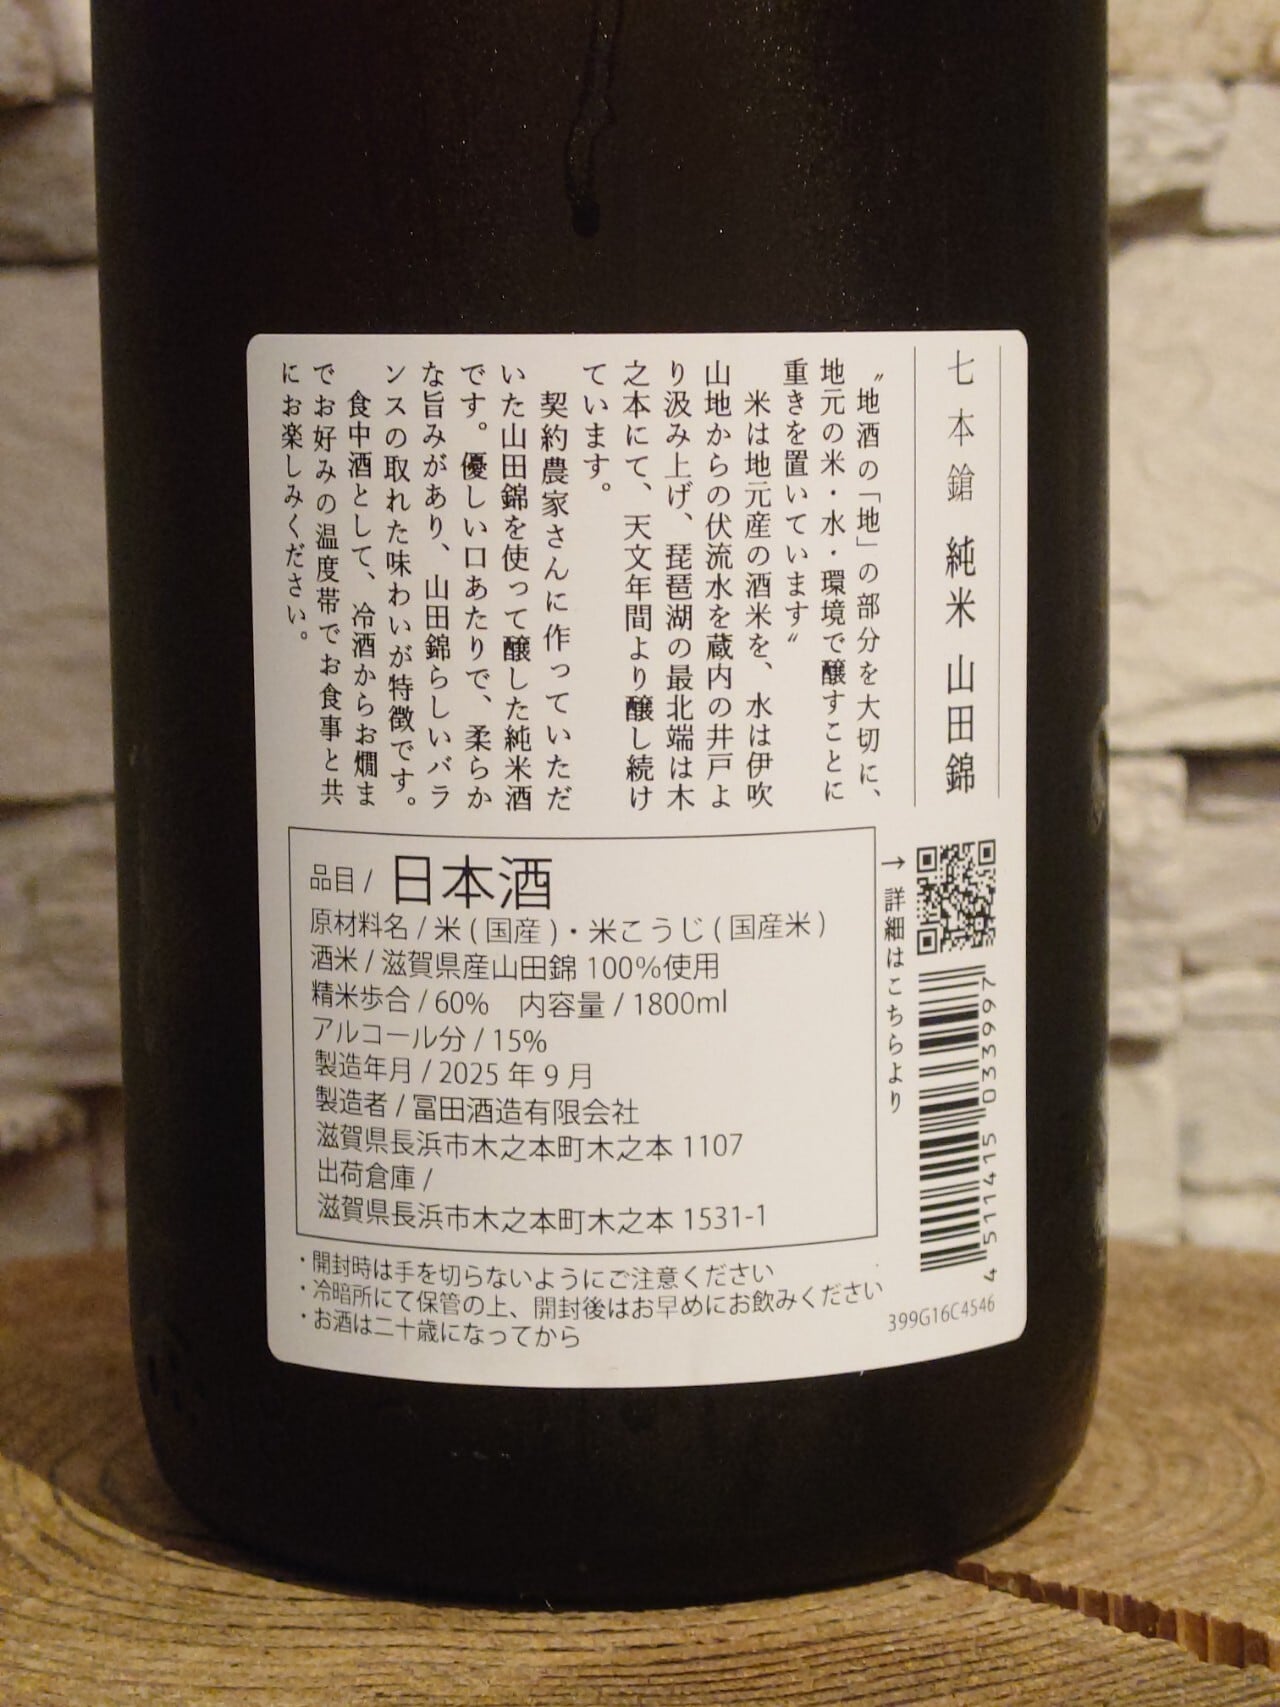 七本鎗 純米 山田錦
〝地酒の「地」の部分を大切に、
地元の米・水・環境で醸すことに
重きを置いています〟
米は地元産の酒米を、水は伊吹
山地からの伏流水を蔵内の井戸よ
り汲み上げ、琵琶湖の最北端は木
之本にて、天文年間より醸し続け
ています。
契約農家さんに作っていただ
いた山田錦を使って醸した純米酒
です。優しい口あたりで、柔らか
な旨みがあり、山田錦らしいバラ
ンスの取れた味わいが特徴です。
食中酒として、冷酒からお燗ま
でお好みの温度帯でお食事と共
にお楽しみください。
→詳細はこちらより
品目 / 日本酒
原材料名 / 米 ( 国産 )・米こうじ ( 国産米 )
酒米 / 滋賀県産山田錦 100%使用
精米歩合 / 60%　内容量 / 1800ml
アルコール分 / 15%
製造年月 / 2025 年 9 月
製造者 / 冨田酒造有限会社
滋賀県長浜市木之本町木之本 1107
出荷倉庫 /
滋賀県長浜市木之本町木之本 1531-1
・開封時は手を切らないようにご注意ください
・冷暗所にて保管の上、開封後はお早めにお飲みください
・お酒は二十歳になってから
4 511415 033997
399G16C4546